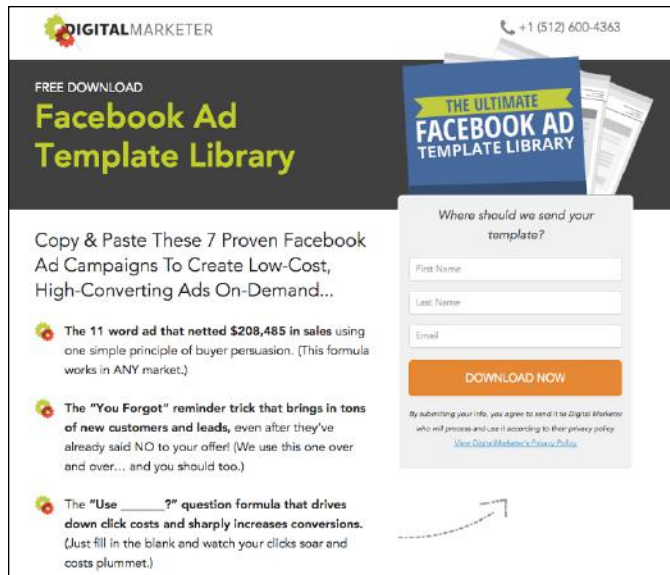 DIGITALMARKETER
+1 (512) 600-4363
FREE DOWNLOAD
Facebook Ad
Template Library
THE ULTIMATE
FACEBOOK AD
TEMPLATE LIBRARY
Copy & Paste These 7 Proven Facebook
Ad Campaigns To Create Low-Cost,
High-Converting Ads On-Demand...
The 11 word ad that netted $208,485 in sales using
one simple principle of buyer persuasion. (This formula
works in ANY market.)
The “You Forgot” reminder trick that brings in tons
of new customers and leads, even after they’ve
already said NO to your offer! (We use this one over
and over... and you should too.)
The “Use ______?” question formula that drives
down click costs and sharply increases conversions.
(Just fill in the blank and watch your clicks soar and
costs plummet.)
Where should we send your
template?
First Name
Last Name
Email
DOWNLOAD NOW
By submitting your info, you agree to send it to Digital Marketer
who will process and use it according to their privacy policy.
View Digital Marketer's Privacy Policy.